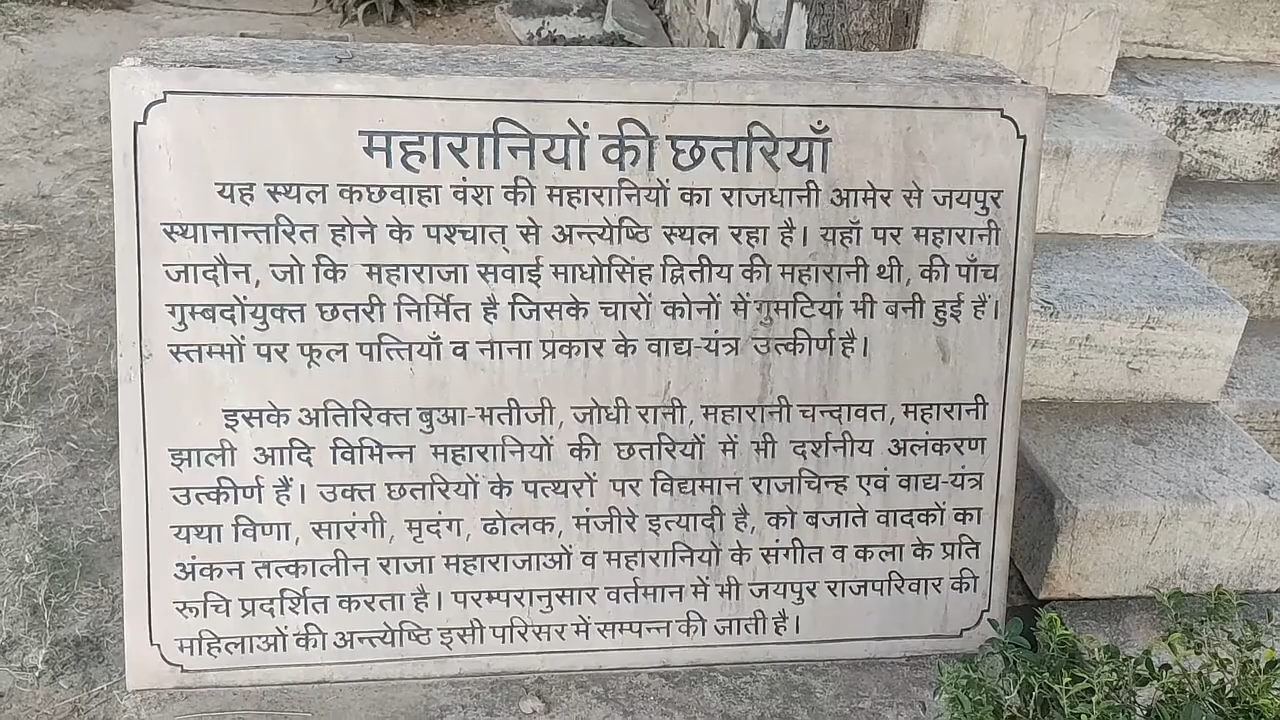 महारानियों की छतरियाँ
यह स्थल कछवाहा वंश की महारानियों का राजधानी आमेर से जयपुर
स्थानान्तरित होने के पश्चात् से अन्त्येष्ठि स्थल रहा है। यहाँ पर महारानी
जादौन, जो कि महाराजा सवाई माधोसिंह द्वितीय की महारानी थी, की पाँच
गुम्बदोंयुक्त छतरी निर्मित है जिसके चारों कोनों में गुमटियां भी बनी हुई हैं।
स्तम्भों पर फूल पत्तियाँ व नाना प्रकार के वाद्य-यंत्र उत्कीर्ण है।
इसके अतिरिक्त बुआ-भतीजी, जोधी रानी, महारानी चन्दावत, महारानी
झाली आदि विभिन्न महारानियों की छतरियों में भी दर्शनीय अलंकरण
उत्कीर्ण हैं। उक्त छतरियों के पत्थरों पर विद्यमान राजचिन्ह एवं वाद्य-यंत्र
यथा विणा, सारंगी, मृदंग, ढोलक, मंजीरे इत्यादी है, को बजाते वादकों का
अंकन तत्कालीन राजा महाराजाओं व महारानियों के संगीत व कला के प्रति
रूचि प्रदर्शित करता है। परम्परानुसार वर्तमान में भी जयपुर राजपरिवार की
महिलाओं की अन्त्येष्ठि इसी परिसर में सम्पन्न की जाती है।